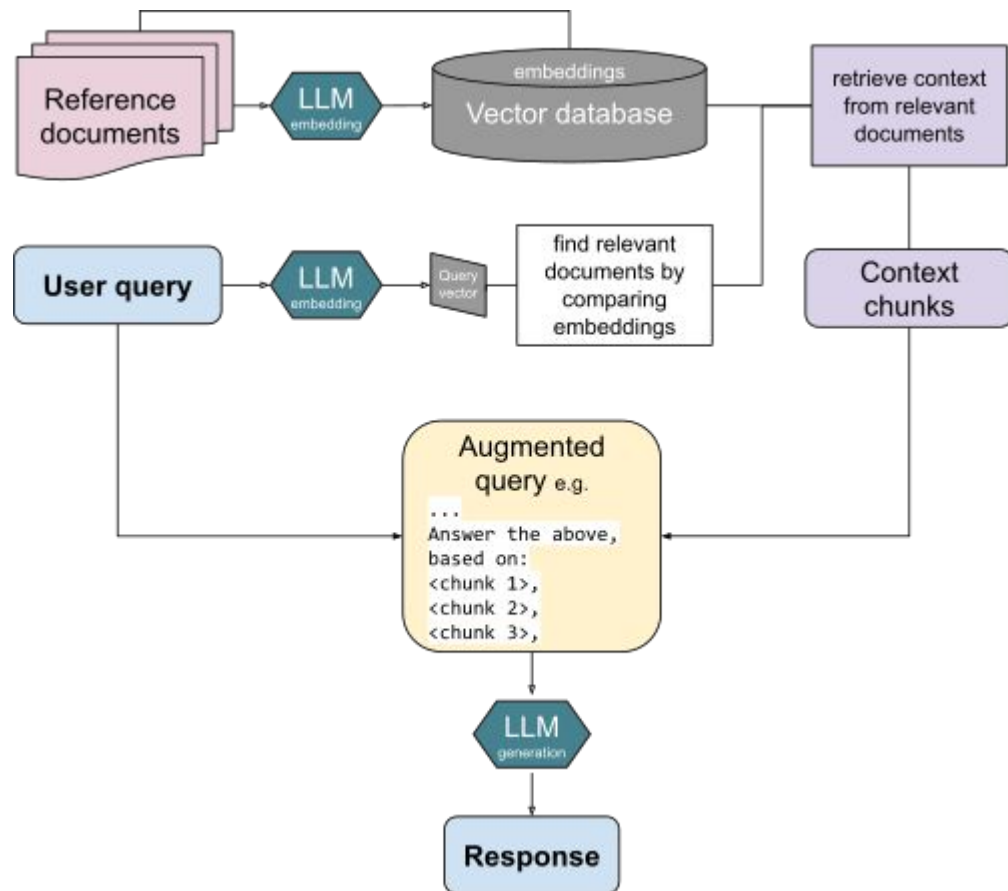 Reference
documents
LLM
embedding
embeddings
Vector database
retrieve context
from relevant
documents
User query
LLM
embedding
Query
vector
find relevant
documents by
comparing
embeddings
Context
chunks
Augmented
query e.g.
...
Answer the above,
based on:
<chunk 1>,
<chunk 2>,
<chunk 3>,
LLM
generation
Response